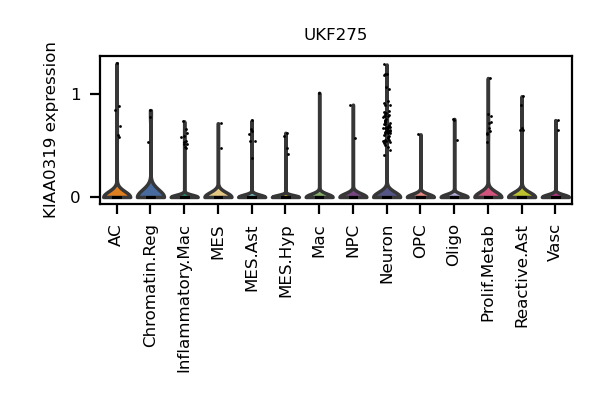 UKF275
KIAA0319 expression
1
0
AC
Chromatin.Reg
Inflammatory.Mac
MES
MES.Ast
MES.Hyp
Mac
NPC
Neuron
OPC
Oligo
Prolif.Metab
Reactive.Ast
Vasc